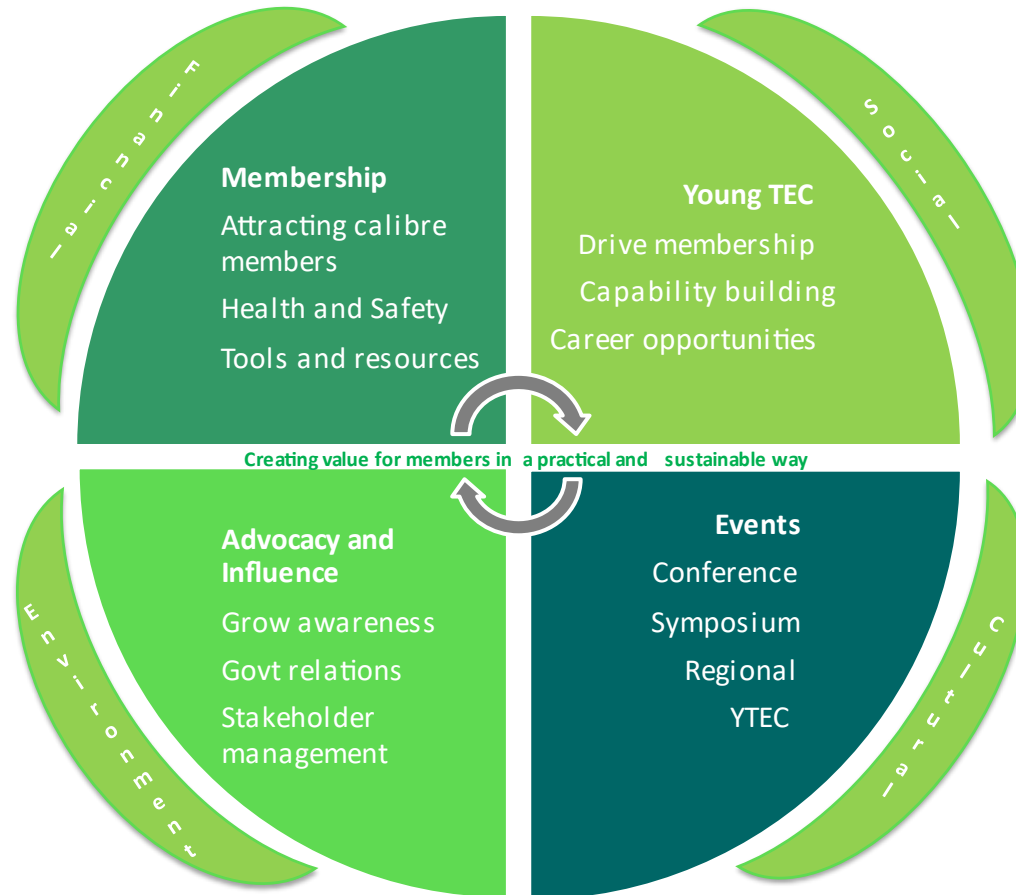 Financial
Social
Membership
Attracting calibre
members
Health and Safety
Tools and resources
Young TEC
Drive membership
Capability building
Career opportunities
Creating value for members in a practical and sustainable way
Advocacy and
Influence
Grow awareness
Govt relations
Stakeholder
management
Events
Conference
Symposium
Regional
YTEC
Environment
Cultural